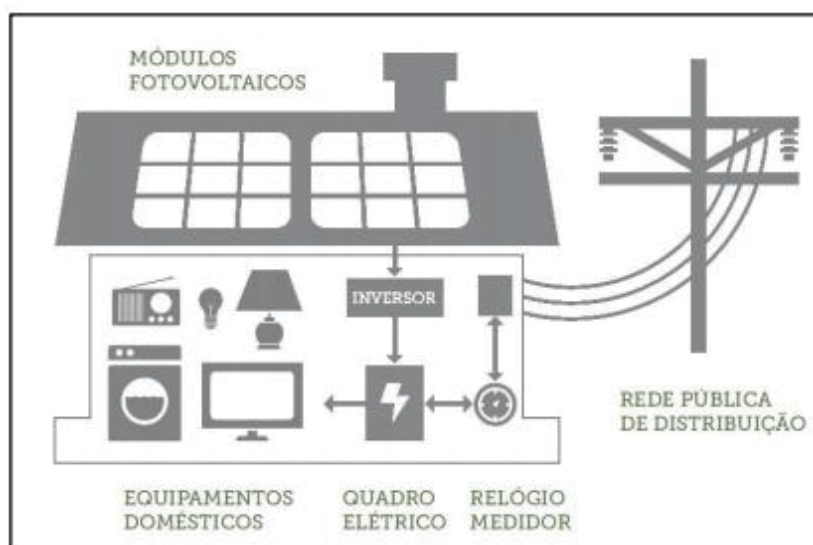 MÓDULOS
FOTOVOLTAICOS
INVERSOR
REDE PÚBLICA
DE DISTRIBUIÇÃO
EQUIPAMENTOS
DOMÉSTICOS
QUADRO
ELÉTRICO
RELÓGIO
MEDIDOR